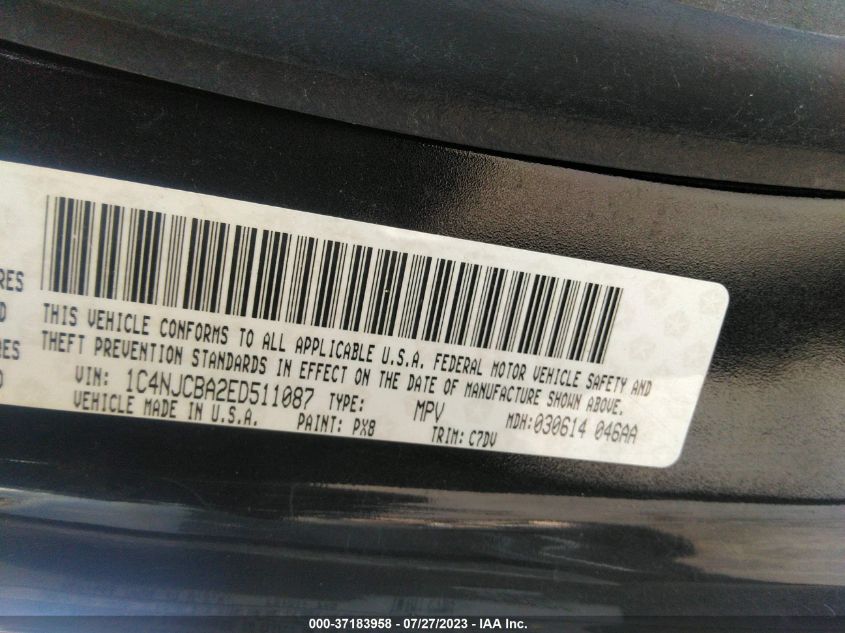 RES
D
RES
D
THIS VEHICLE CONFORMS TO ALL APPLICABLE U.S.A. FEDERAL MOTOR VEHICLE SAFETY AND
THEFT PREVENTION STANDARDS IN EFFECT ON THE DATE OF MANUFACTURE SHOWN ABOVE.
VIN: 1C4NJCBA2ED511087 TYPE: MPV MDH:030614 046AA
VEHICLE MADE IN U.S.A. PAINT: PX8 TRIM: C7DV
000-37183958 - 07/27/2023 - IAA Inc.